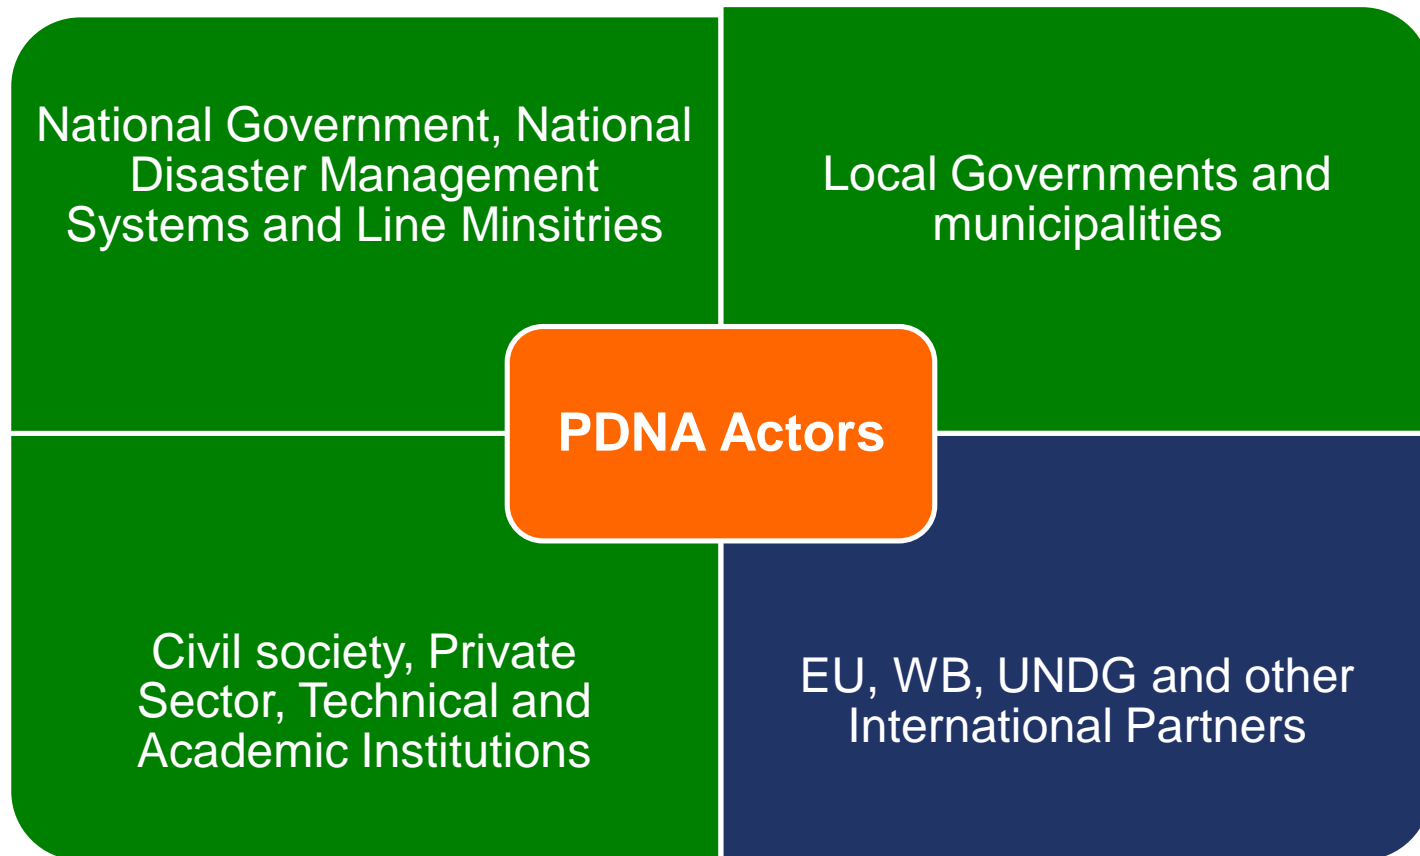 National Government, National
Disaster Management
Systems and Line Minsitries
Local Governments and
municipalities
PDNA Actors
Civil society, Private
Sector, Technical and
Academic Institutions
EU, WB, UNDG and other
International Partners